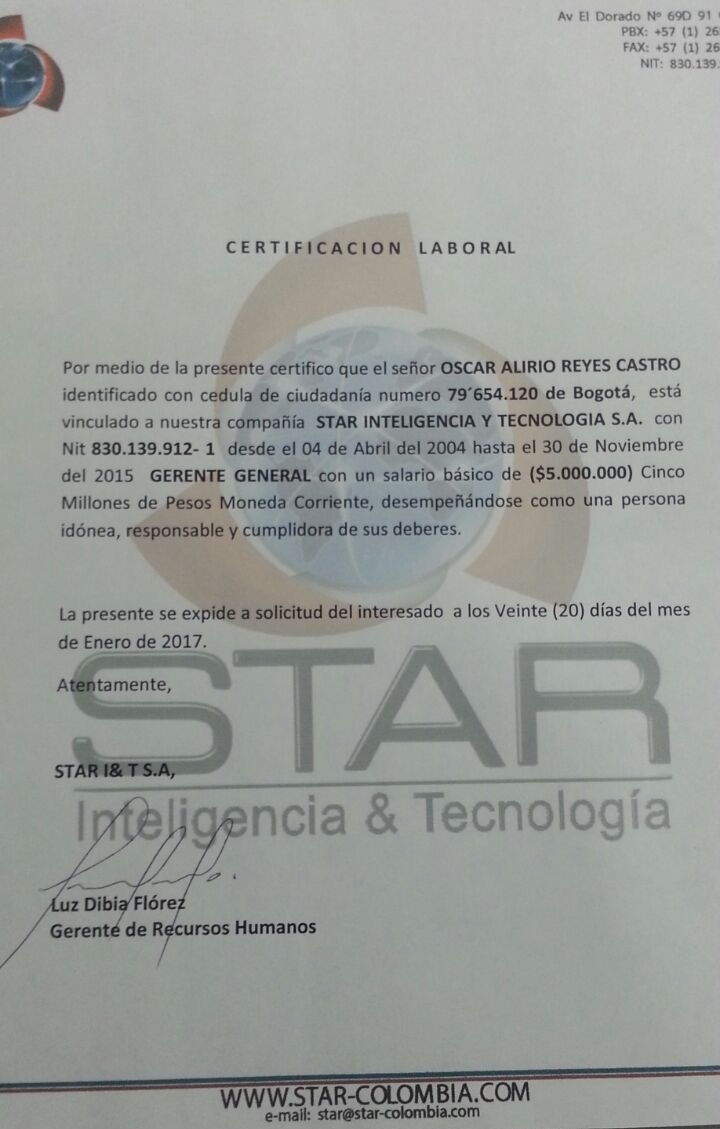 Av El Dorado Nº 69D 91
PBX: +57 (1) 26
FAX: +57 (1) 26
NIT: 830.139.
CERTIFICACION LABORAL
Por medio de la presente certifico que el señor OSCAR ALIRIO REYES CASTRO
identificado con cedula de ciudadanía numero 79´654.120 de Bogotá, está
vinculado a nuestra compañía STAR INTELIGENCIA Y TECNOLOGIA S.A. con
Nit 830.139.912- 1 desde el 04 de Abril del 2004 hasta el 30 de Noviembre
del 2015 GERENTE GENERAL con un salario básico de ($5.000.000) Cinco
Millones de Pesos Moneda Corriente, desempeñándose como una persona
idónea, responsable y cumplidora de sus deberes.
La presente se expide a solicitud del interesado a los Veinte (20) días del mes
de Enero de 2017.
Atentamente,
STAR
STAR I& T S.A,
Inteligencia & Tecnología
Luz Dibia Flórez
Gerente de Recursos Humanos
WWW.STAR-COLOMBIA.COM
e-mail: star@star-colombia.com